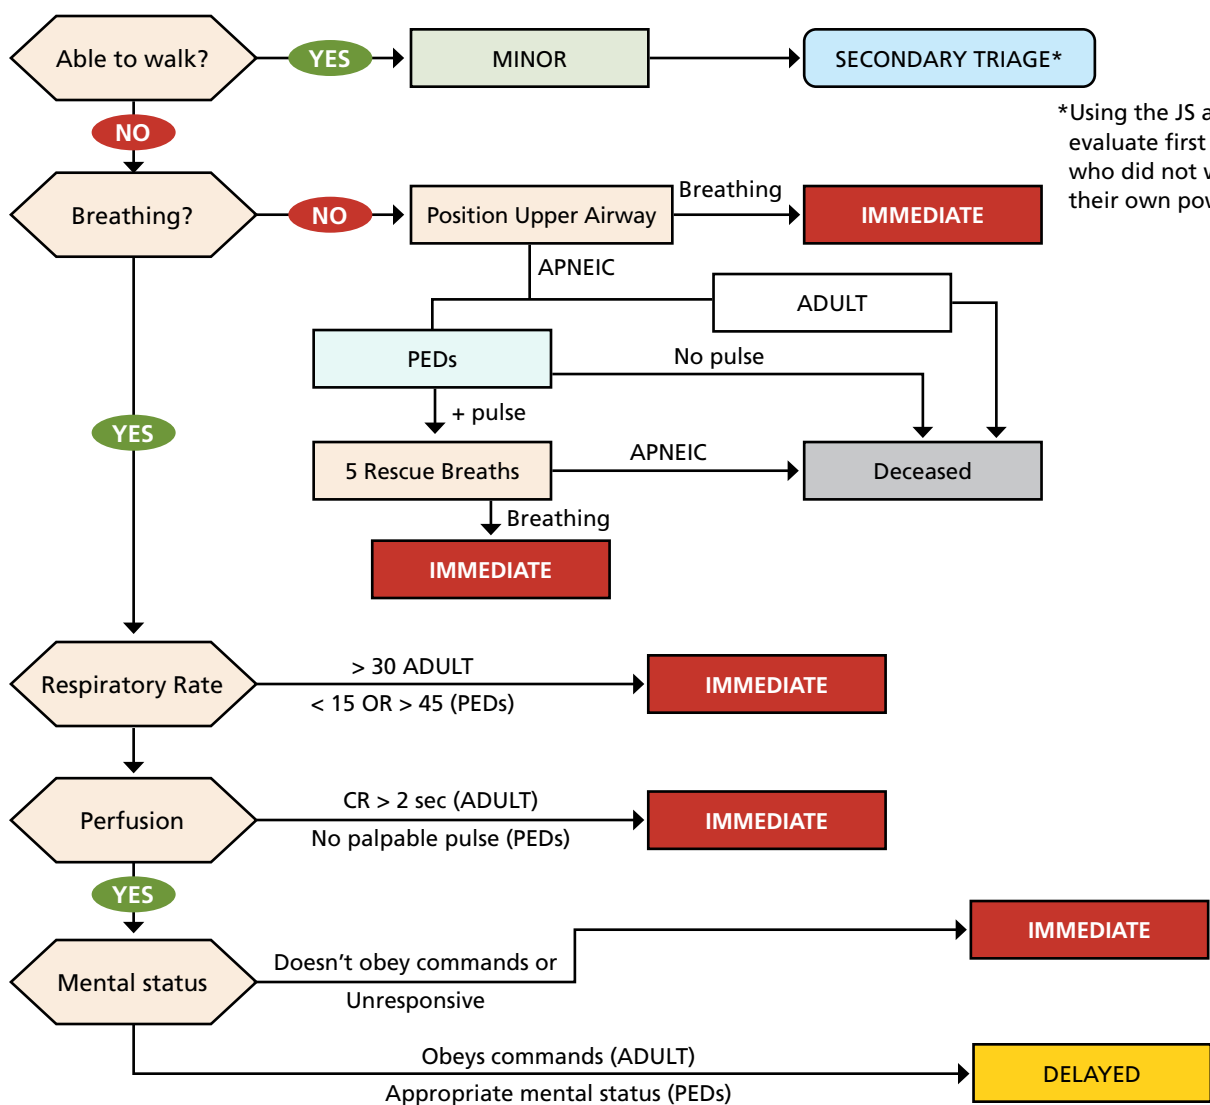 Able to walk?
YES
MINOR
SECONDARY TRIAGE*
*Using the JS
evaluate first
who did not
their own
NO
Breathing?
NO
Position Upper Airway
Breathing
IMMEDIATE
APNEIC
ADULT
PEDs
No pulse
+ pulse
YES
5 Rescue Breaths
APNEIC
Deceased
Breathing
IMMEDIATE
Respiratory Rate
> 30 ADULT
< 15 OR > 45 (PEDs)
IMMEDIATE
Perfusion
CR > 2 sec (ADULT)
No palpable pulse (PEDs)
IMMEDIATE
YES
Mental status
Doesn't obey commands or
Unresponsive
IMMEDIATE
Obeys commands (ADULT)
Appropriate mental status (PEDs)
DELAYED